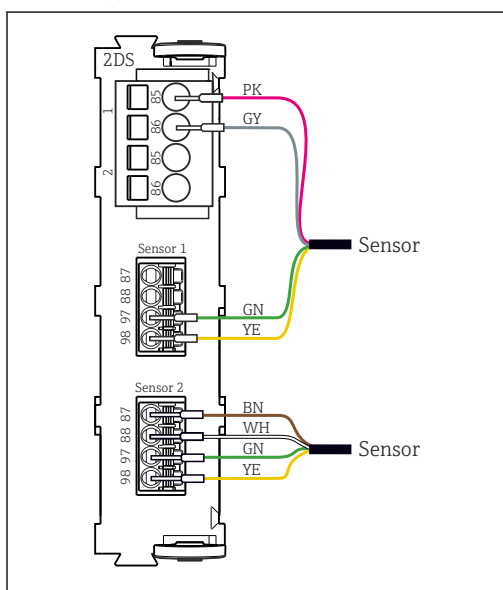 2DS
1
85
PK
86
GY
2
85
86
Sensor
Sensor 1
87
88
97
GN
98
YE
Sensor 2
87
BN
88
WH
Sensor
97
GN
98
YE